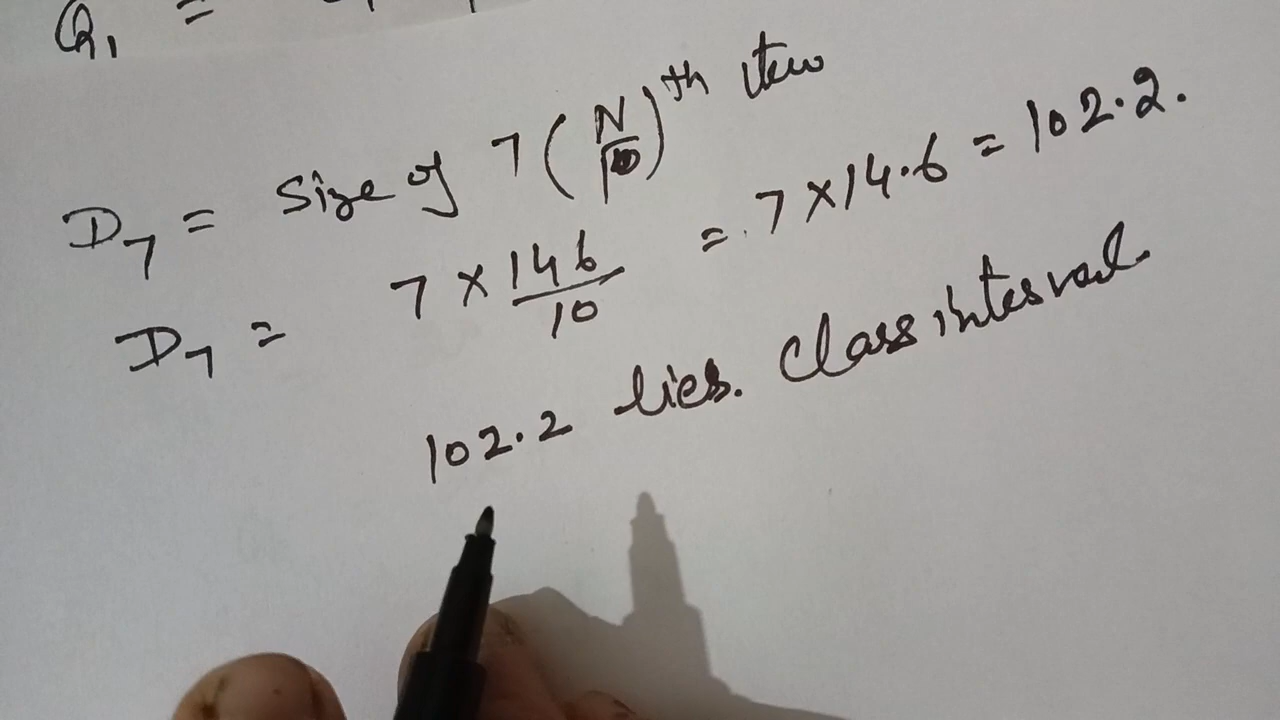 Q1 =
D7 = Size of 7 (N/10)th item
D7 = 7 × 146/10 = 7 × 14.6 = 102.2.
102.2 lies. Class interval